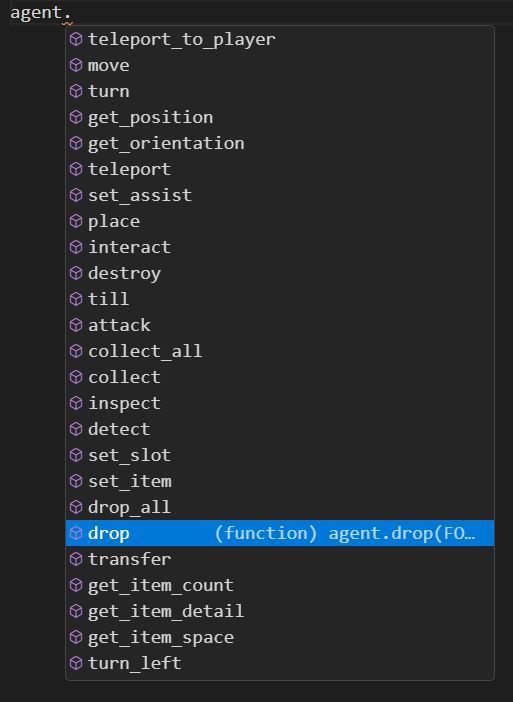 agent.
teleport_to_player
move
turn
get_position
get_orientation
teleport
set_assist
place
interact
destroy
till
attack
collect_all
collect
inspect
detect
set_slot
set_item
drop_all
drop (function) agent.drop(FO…
transfer
get_item_count
get_item_detail
get_item_space
turn_left